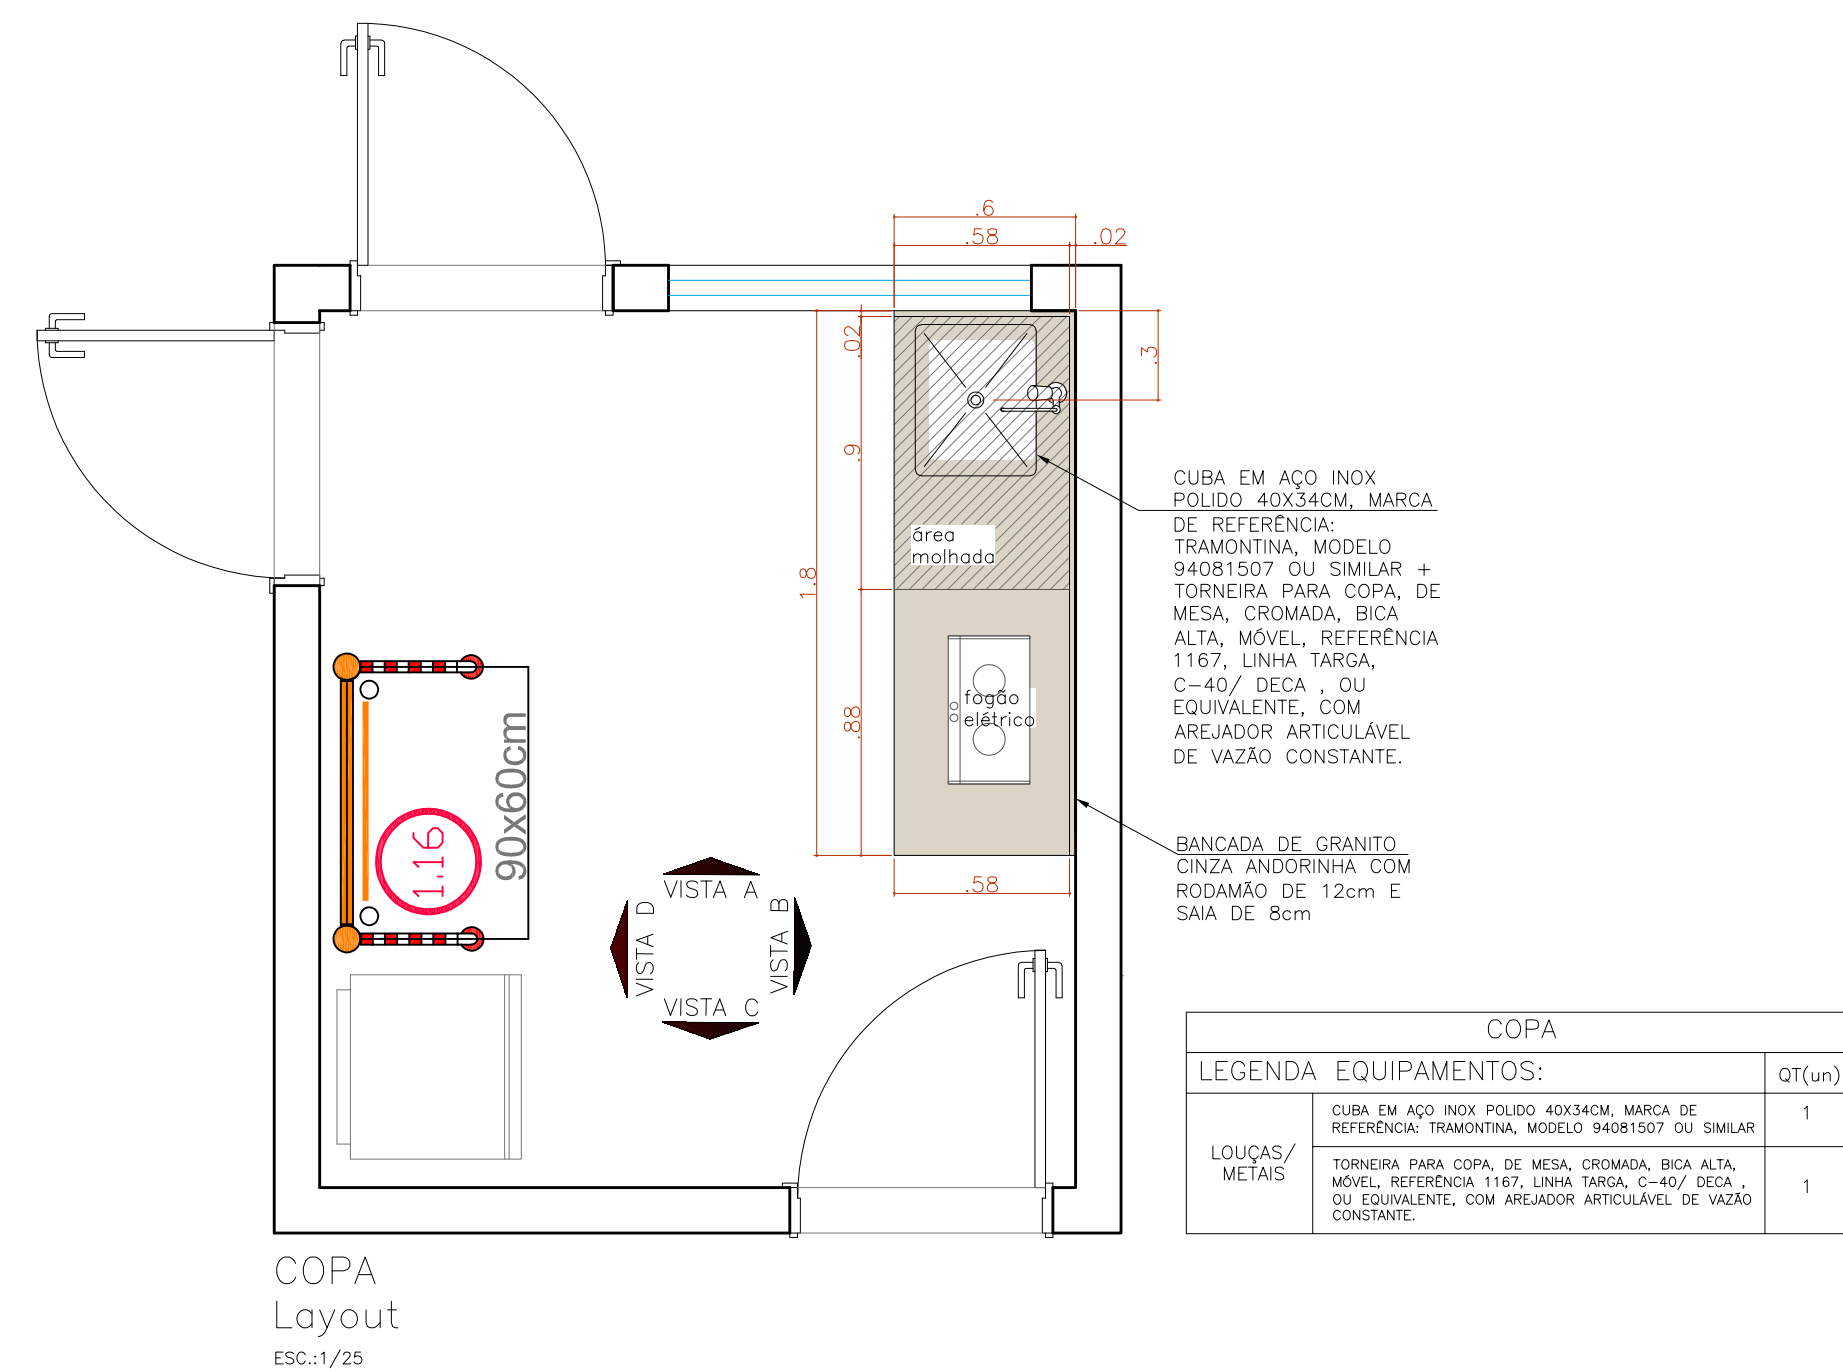 .6
.58
.02
.02
.3
.9
1.8
.88
.58
área
molhada
fogão
elétrico
CUBA EM AÇO INOX
POLIDO 40X34CM, MARCA
DE REFERÊNCIA:
TRAMONTINA, MODELO
94081507 OU SIMILAR +
TORNEIRA PARA COPA, DE
MESA, CROMADA, BICA
ALTA, MÓVEL, REFERÊNCIA
1167, LINHA TARGA,
C-40/ DECA , OU
EQUIVALENTE, COM
AREJADOR ARTICULÁVEL
DE VAZÃO CONSTANTE.
BANCADA DE GRANITO
CINZA ANDORINHA COM
RODAMÃO DE 12cm E
SAIA DE 8cm
90x60cm
1.16
VISTA A
VISTA B
VISTA D
VISTA C
COPA
LEGENDA EQUIPAMENTOS:
QT(un)
LOUÇAS/
METAIS
CUBA EM AÇO INOX POLIDO 40X34CM, MARCA DE
REFERÊNCIA: TRAMONTINA, MODELO 94081507 OU SIMILAR
1
TORNEIRA PARA COPA, DE MESA, CROMADA, BICA ALTA,
MÓVEL, REFERÊNCIA 1167, LINHA TARGA, C-40/ DECA ,
OU EQUIVALENTE, COM AREJADOR ARTICULÁVEL DE VAZÃO
CONSTANTE.
1
COPA
Layout
ESC.:1/25